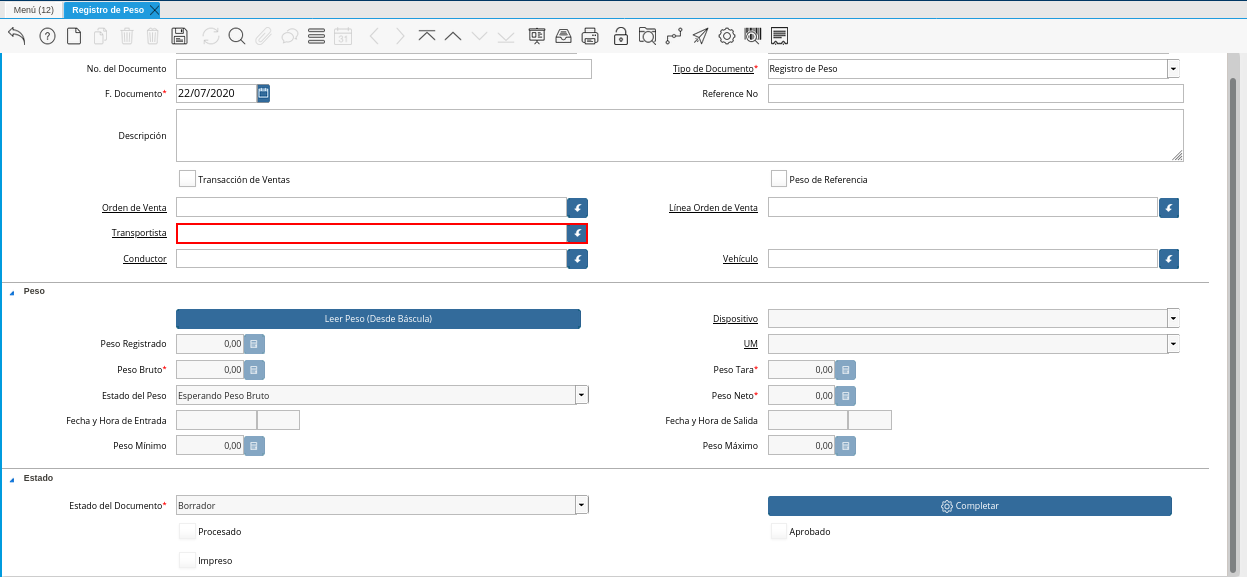 Menú (12) Registro de Peso
31
No. del Documento Tipo de Documento* Registro de Peso
F. Documento* 22/07/2020 Reference No
Descripción
Transacción de Ventas Peso de Referencia
Orden de Venta Línea Orden de Venta
Transportista
Conductor Vehículo
Peso
Leer Peso (Desde Báscula) Dispositivo
Peso Registrado 0,00 UM
Peso Bruto* 0,00 Peso Tara* 0,00
Estado del Peso Esperando Peso Bruto Peso Neto* 0,00
Fecha y Hora de Entrada Fecha y Hora de Salida
Peso Mínimo 0,00 Peso Máximo 0,00
Estado
Estado del Documento* Borrador Completar
Procesado Aprobado
Impreso